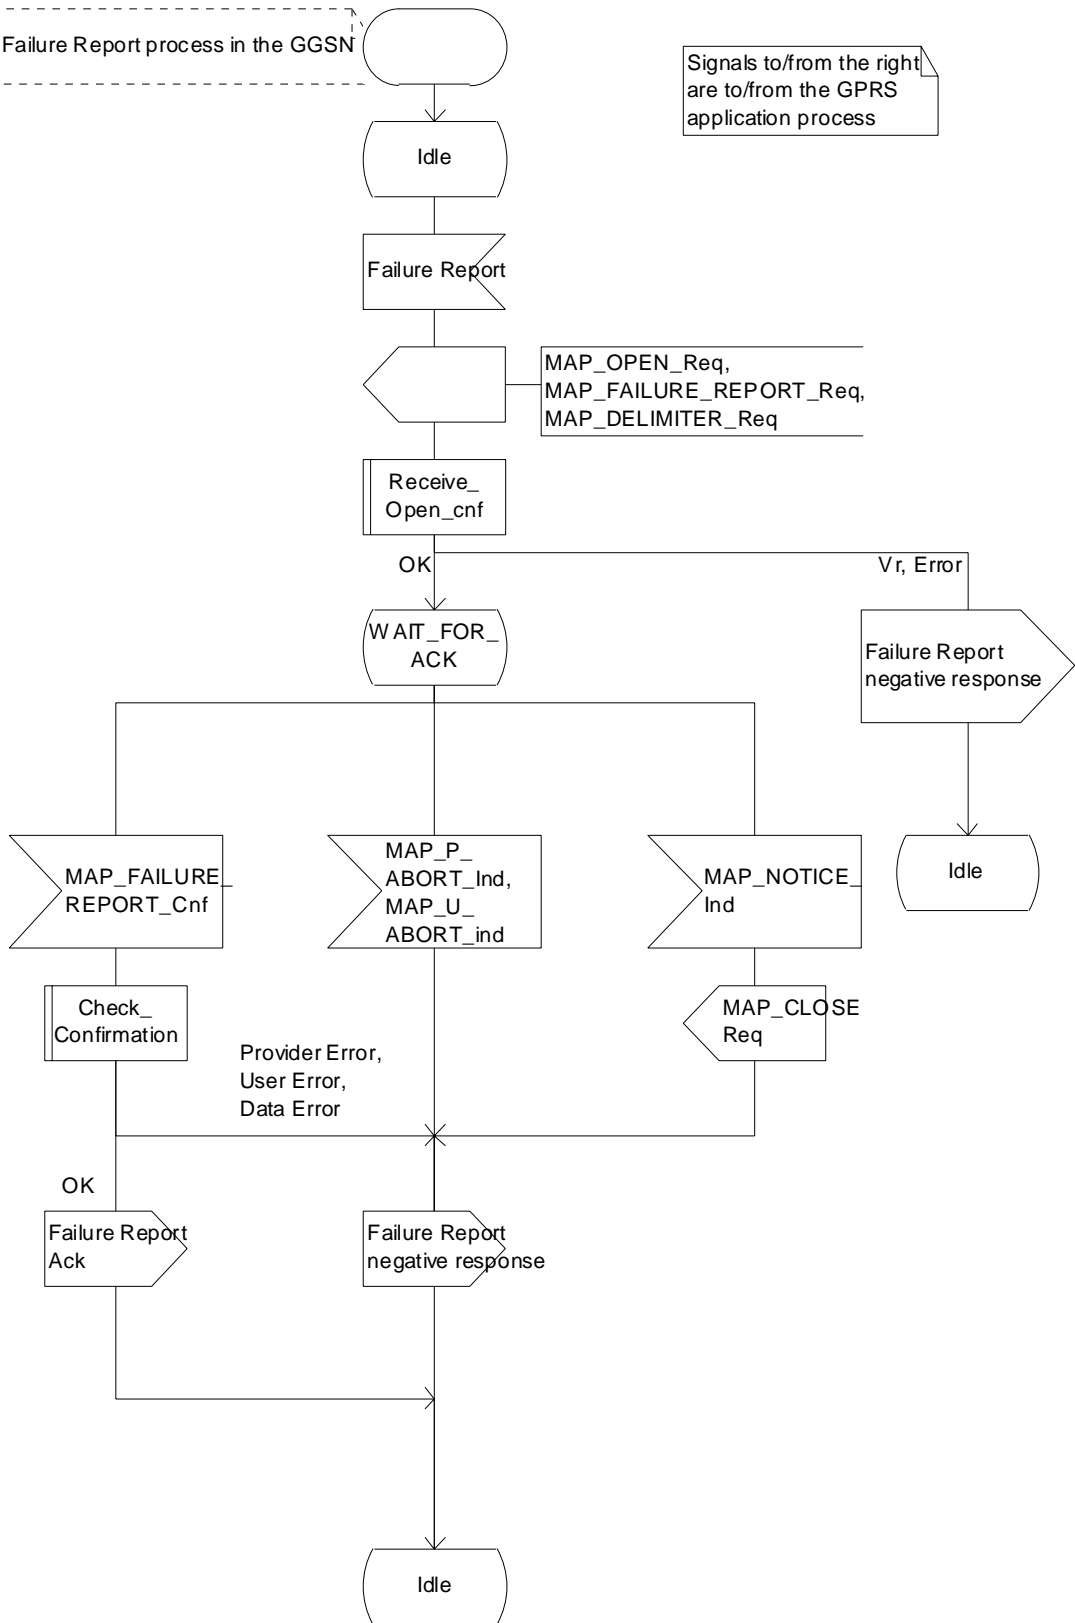 Failure Report process in the GGSN
Signals to/from the right
are to/from the GPRS
application process
Idle
Failure Report
MAP_OPEN_Req,
MAP_FAILURE_REPORT_Req,
MAP_DELIMITER_Req
Receive_
Open_cnf
OK
Vr, Error
WAIT_FOR_
ACK
Failure Report
negative response
MAP_FAILURE_
REPORT_Cnf
MAP_P_
ABORT_Ind,
MAP_U_
ABORT_ind
MAP_NOTICE_
Ind
Idle
Check_
Confirmation
MAP_CLOSE
Req
Provider Error,
User Error,
Data Error
OK
Failure Report
Ack
Failure Report
negative response
Idle